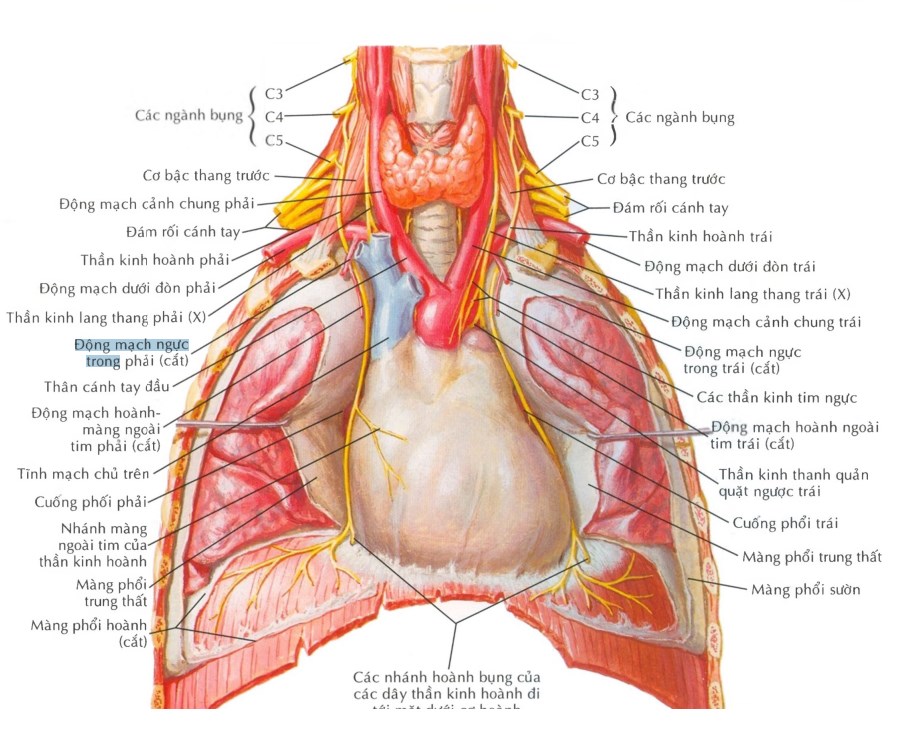 C3
Các ngành bụng
C4
C5
Cơ bậc thang trước
Động mạch cảnh chung phải
Đám rối cánh tay
Thần kinh hoành phải
Động mạch dưới đòn phải
Thần kinh lang thang phải (X)
Động mạch ngực
trong phải (cắt)
Thân cánh tay đầu
Động mạch hoành-
màng ngoài
tim phải (cắt)
Tĩnh mạch chủ trên
Cuống phổi phải
Nhánh màng
ngoài tim của
thần kinh hoành
Màng phổi
trung thất
Màng phổi hoành
(cắt)
C3
C4
Các ngành bụng
C5
Cơ bậc thang trước
Đám rối cánh tay
Thần kinh hoành trái
Động mạch dưới đòn trái
Thần kinh lang thang trái (X)
Động mạch cảnh chung trái
Động mạch ngực
trong trái (cắt)
Các thần kinh tim ngực
Động mạch hoành ngoài
tim trái (cắt)
Thần kinh thanh quản
quặt ngược trái
Cuống phổi trái
Màng phổi trung thất
Màng phổi sườn
Các nhánh hoành bụng của
các dây thần kinh hoành đi
tới mặt dưới cơ hoành